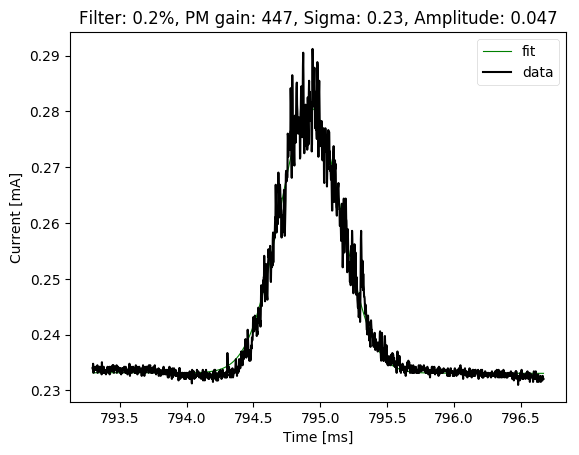 Filter: 0.2%, PM gain: 447, Sigma: 0.23, Amplitude: 0.047
fit
data
0.29
0.28
0.27
0.26
0.25
0.24
0.23
Current [mA]
793.5 794.0 794.5 795.0 795.5 796.0 796.5
Time [ms]